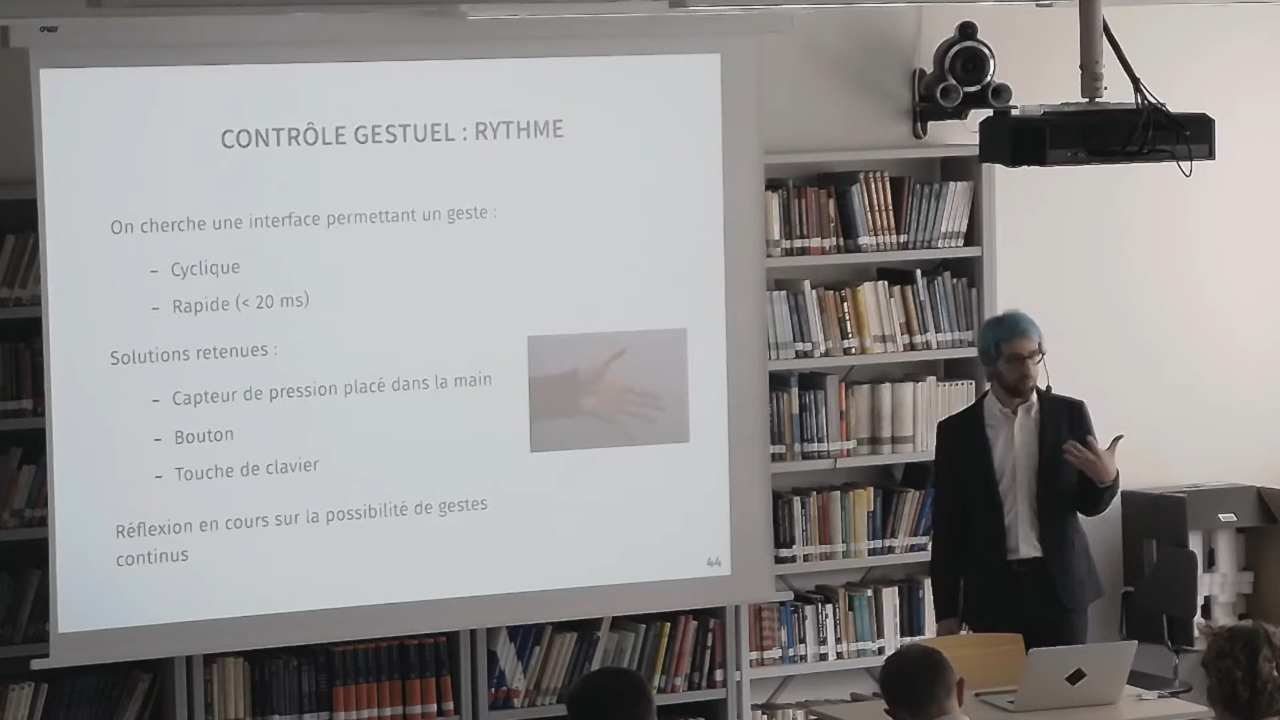 CONTRÔLE GESTUEL : RYTHME
On cherche une interface permettant un geste :
– Cyclique
– Rapide (< 20 ms)
Solutions retenues :
– Capteur de pression placé dans la main
– Bouton
– Touche de clavier
Réflexion en cours sur la possibilité de gestes
continus
44